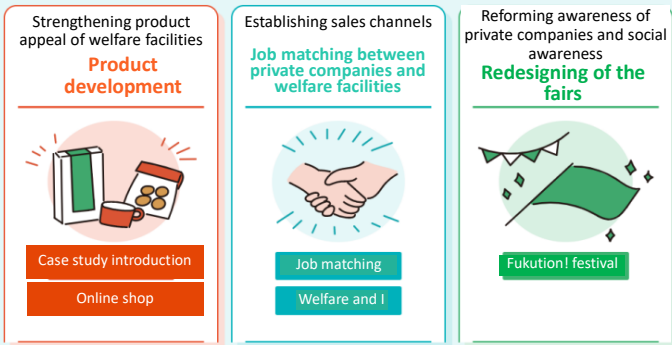 Strengthening product
appeal of welfare facilities
Product
development
Case study introduction
Online shop
Establishing sales channels
Job matching between
private companies and
welfare facilities
Job matching
Welfare and I
Reforming awareness of
private companies and social
awareness
Redesigning of the
fairs
Fukution! festival